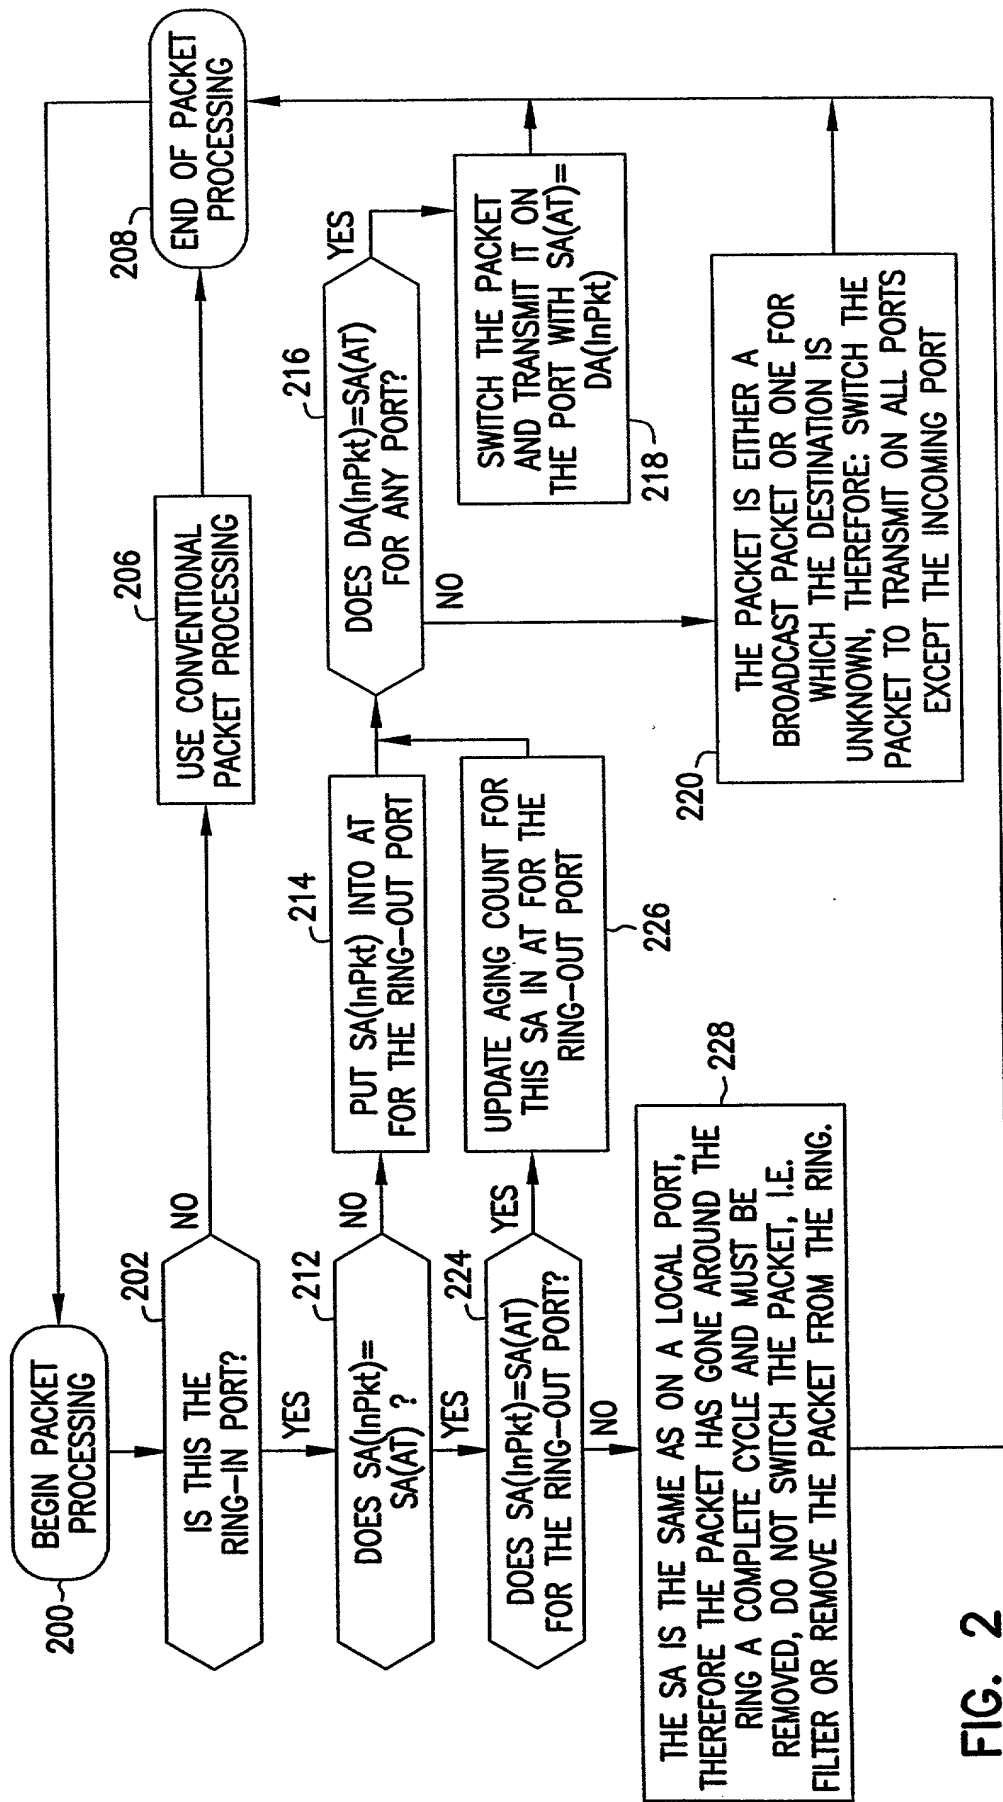 BEGIN PACKET
PROCESSING
200
202
IS THIS THE
RING-IN PORT?
NO
YES
206
USE CONVENTIONAL
PACKET PROCESSING
208
END OF PACKET
PROCESSING
212
DOES SA(InPkt)=
SA(AT) ?
NO
YES
214
PUT SA(InPkt) INTO AT
FOR THE RING-OUT PORT
216
DOES DA(InPkt)=SA(AT)
FOR ANY PORT?
YES
NO
SWITCH THE PACKET
AND TRANSMIT IT ON
THE PORT WITH SA(AT)=
DA(InPkt)
218
224
DOES SA(InPkt)=SA(AT)
FOR THE RING-OUT PORT?
YES
NO
UPDATE AGING COUNT FOR
THIS SA IN AT FOR THE
RING-OUT PORT
226
220
THE PACKET IS EITHER A
BROADCAST PACKET OR ONE FOR
WHICH THE DESTINATION IS
UNKNOWN, THEREFORE: SWITCH THE
PACKET TO TRANSMIT ON ALL PORTS
EXCEPT THE INCOMING PORT
228
THE SA IS THE SAME AS ON A LOCAL PORT,
THEREFORE THE PACKET HAS GONE AROUND THE
RING A COMPLETE CYCLE AND MUST BE
REMOVED, DO NOT SWITCH THE PACKET, I.E.
FILTER OR REMOVE THE PACKET FROM THE RING.
FIG. 2